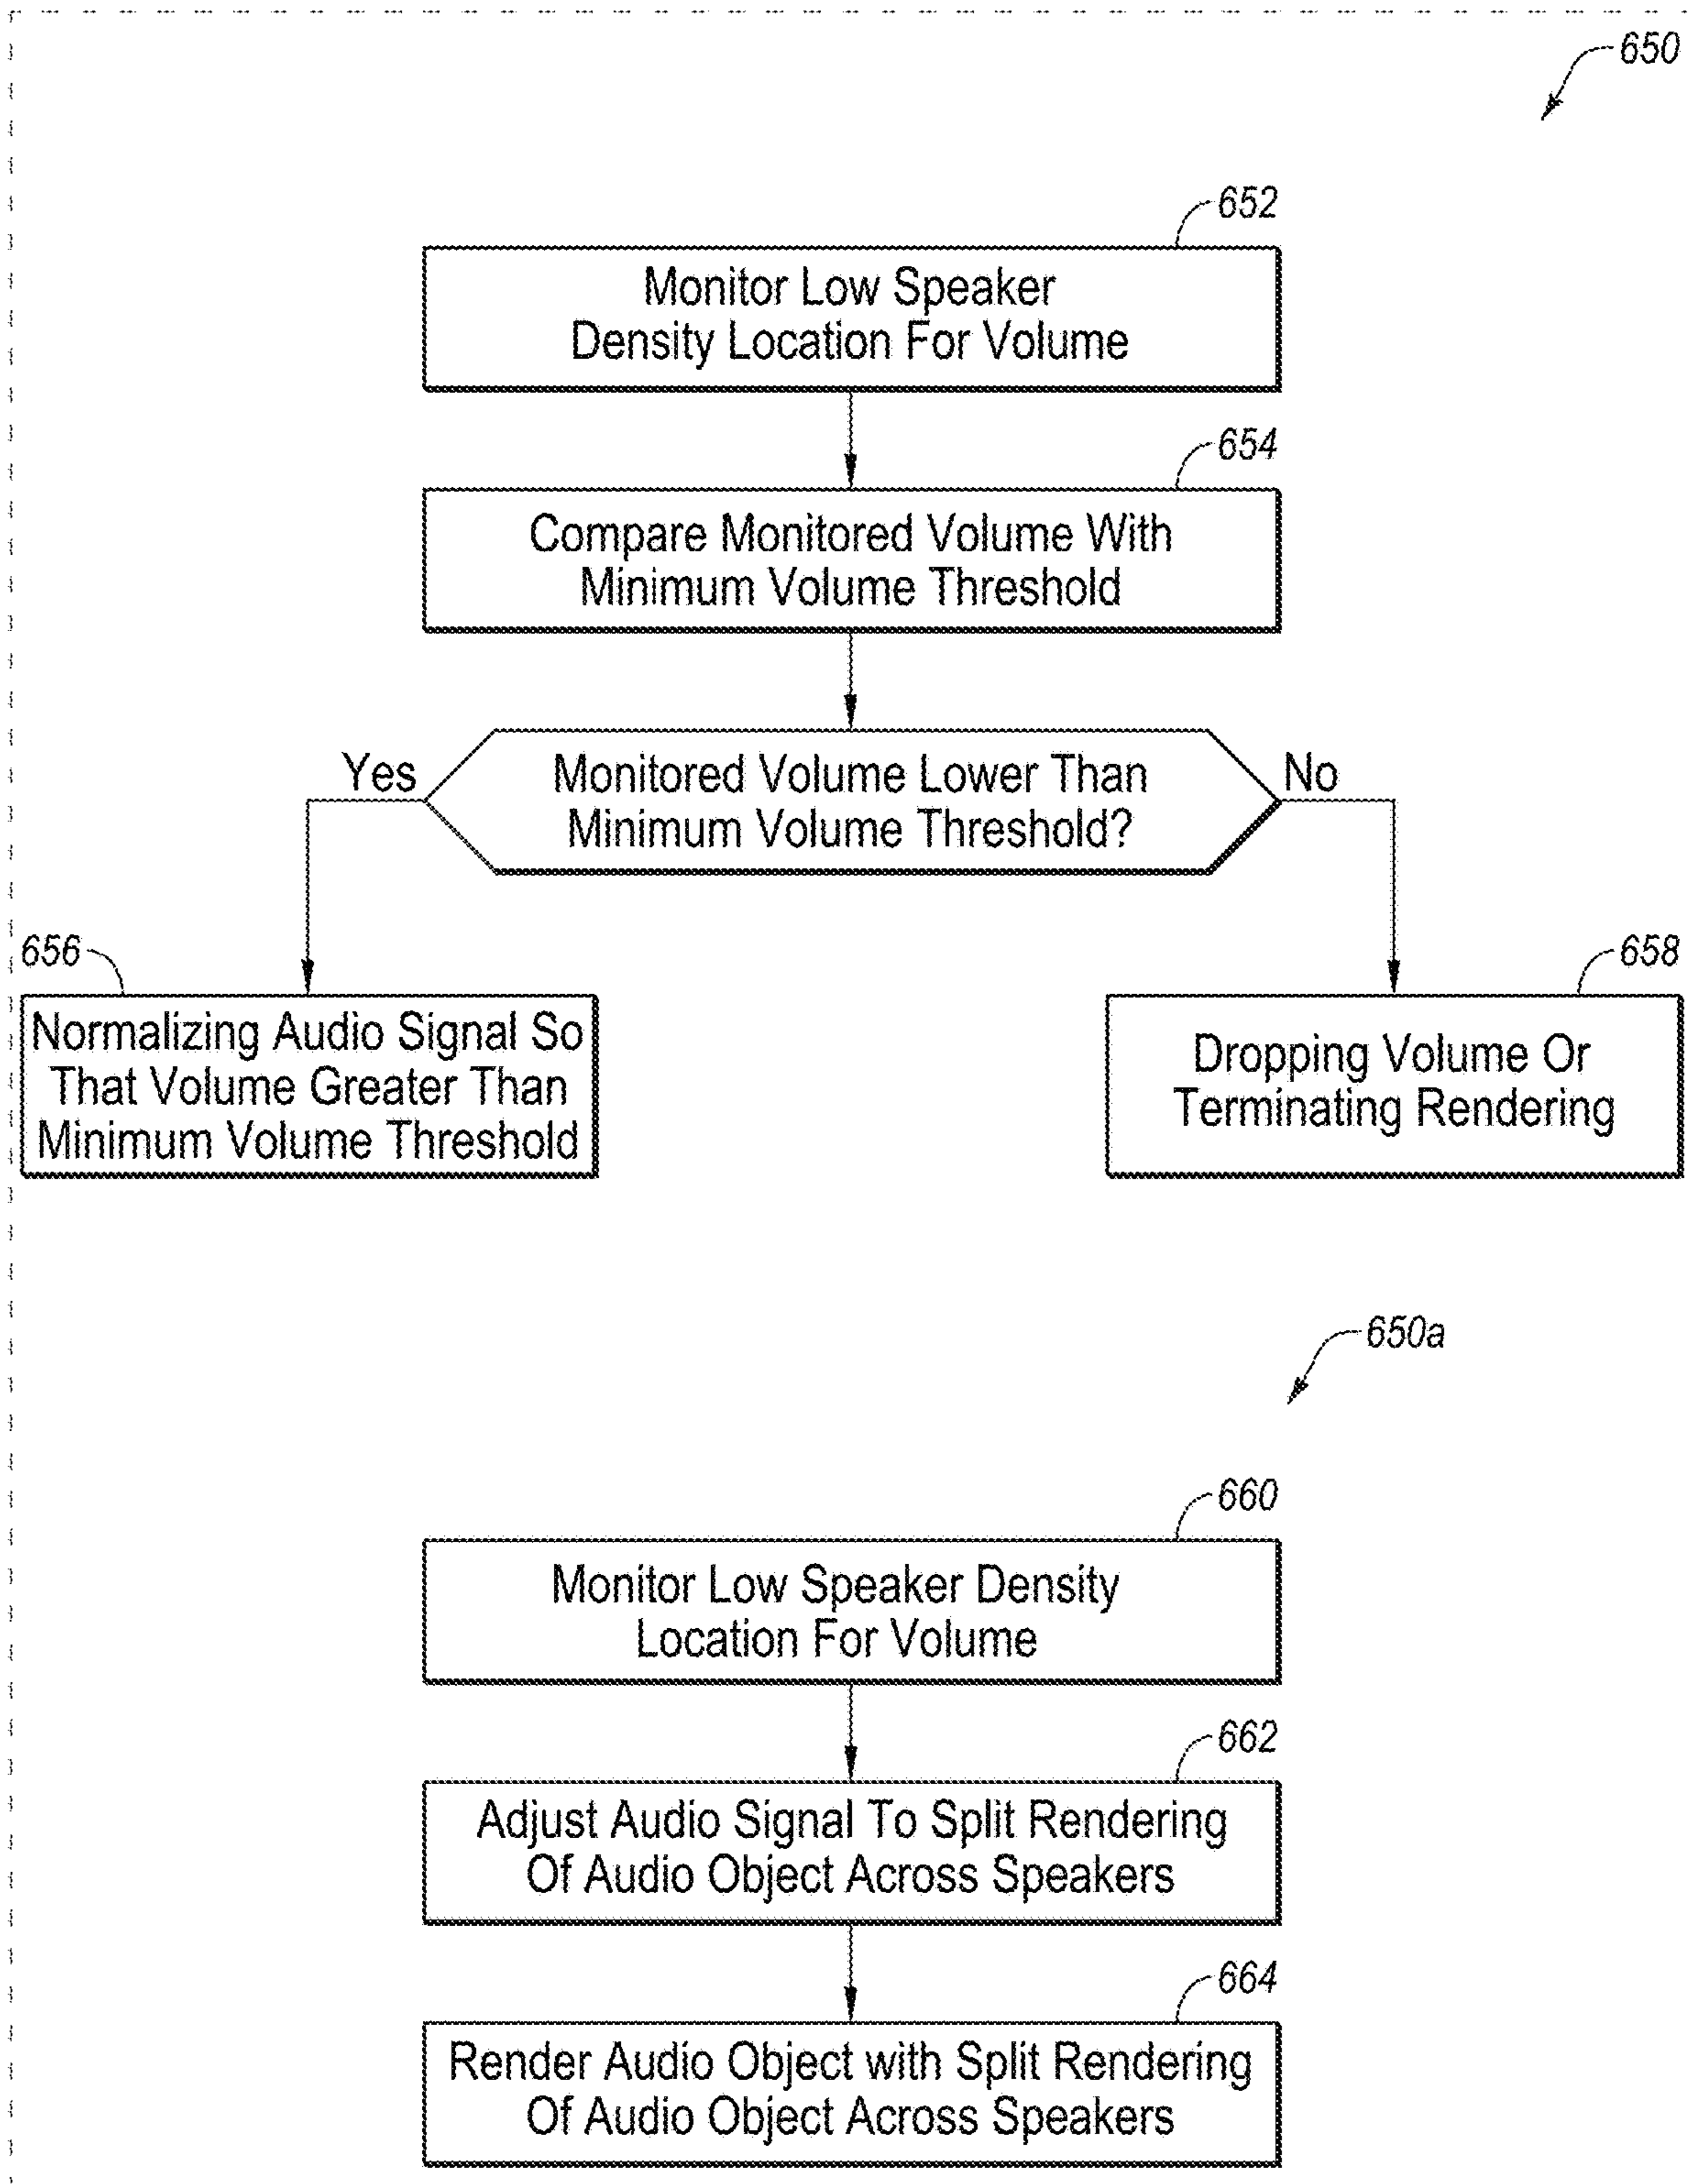 650
652
Monitor Low Speaker
Density Location For Volume
654
Compare Monitored Volume With
Minimum Volume Threshold
Yes
Monitored Volume Lower Than
Minimum Volume Threshold?
No
656
Normalizing Audio Signal So
That Volume Greater Than
Minimum Volume Threshold
658
Dropping Volume Or
Terminating Rendering
650a
660
Monitor Low Speaker Density
Location For Volume
662
Adjust Audio Signal To Split Rendering
Of Audio Object Across Speakers
664
Render Audio Object with Split Rendering
Of Audio Object Across Speakers